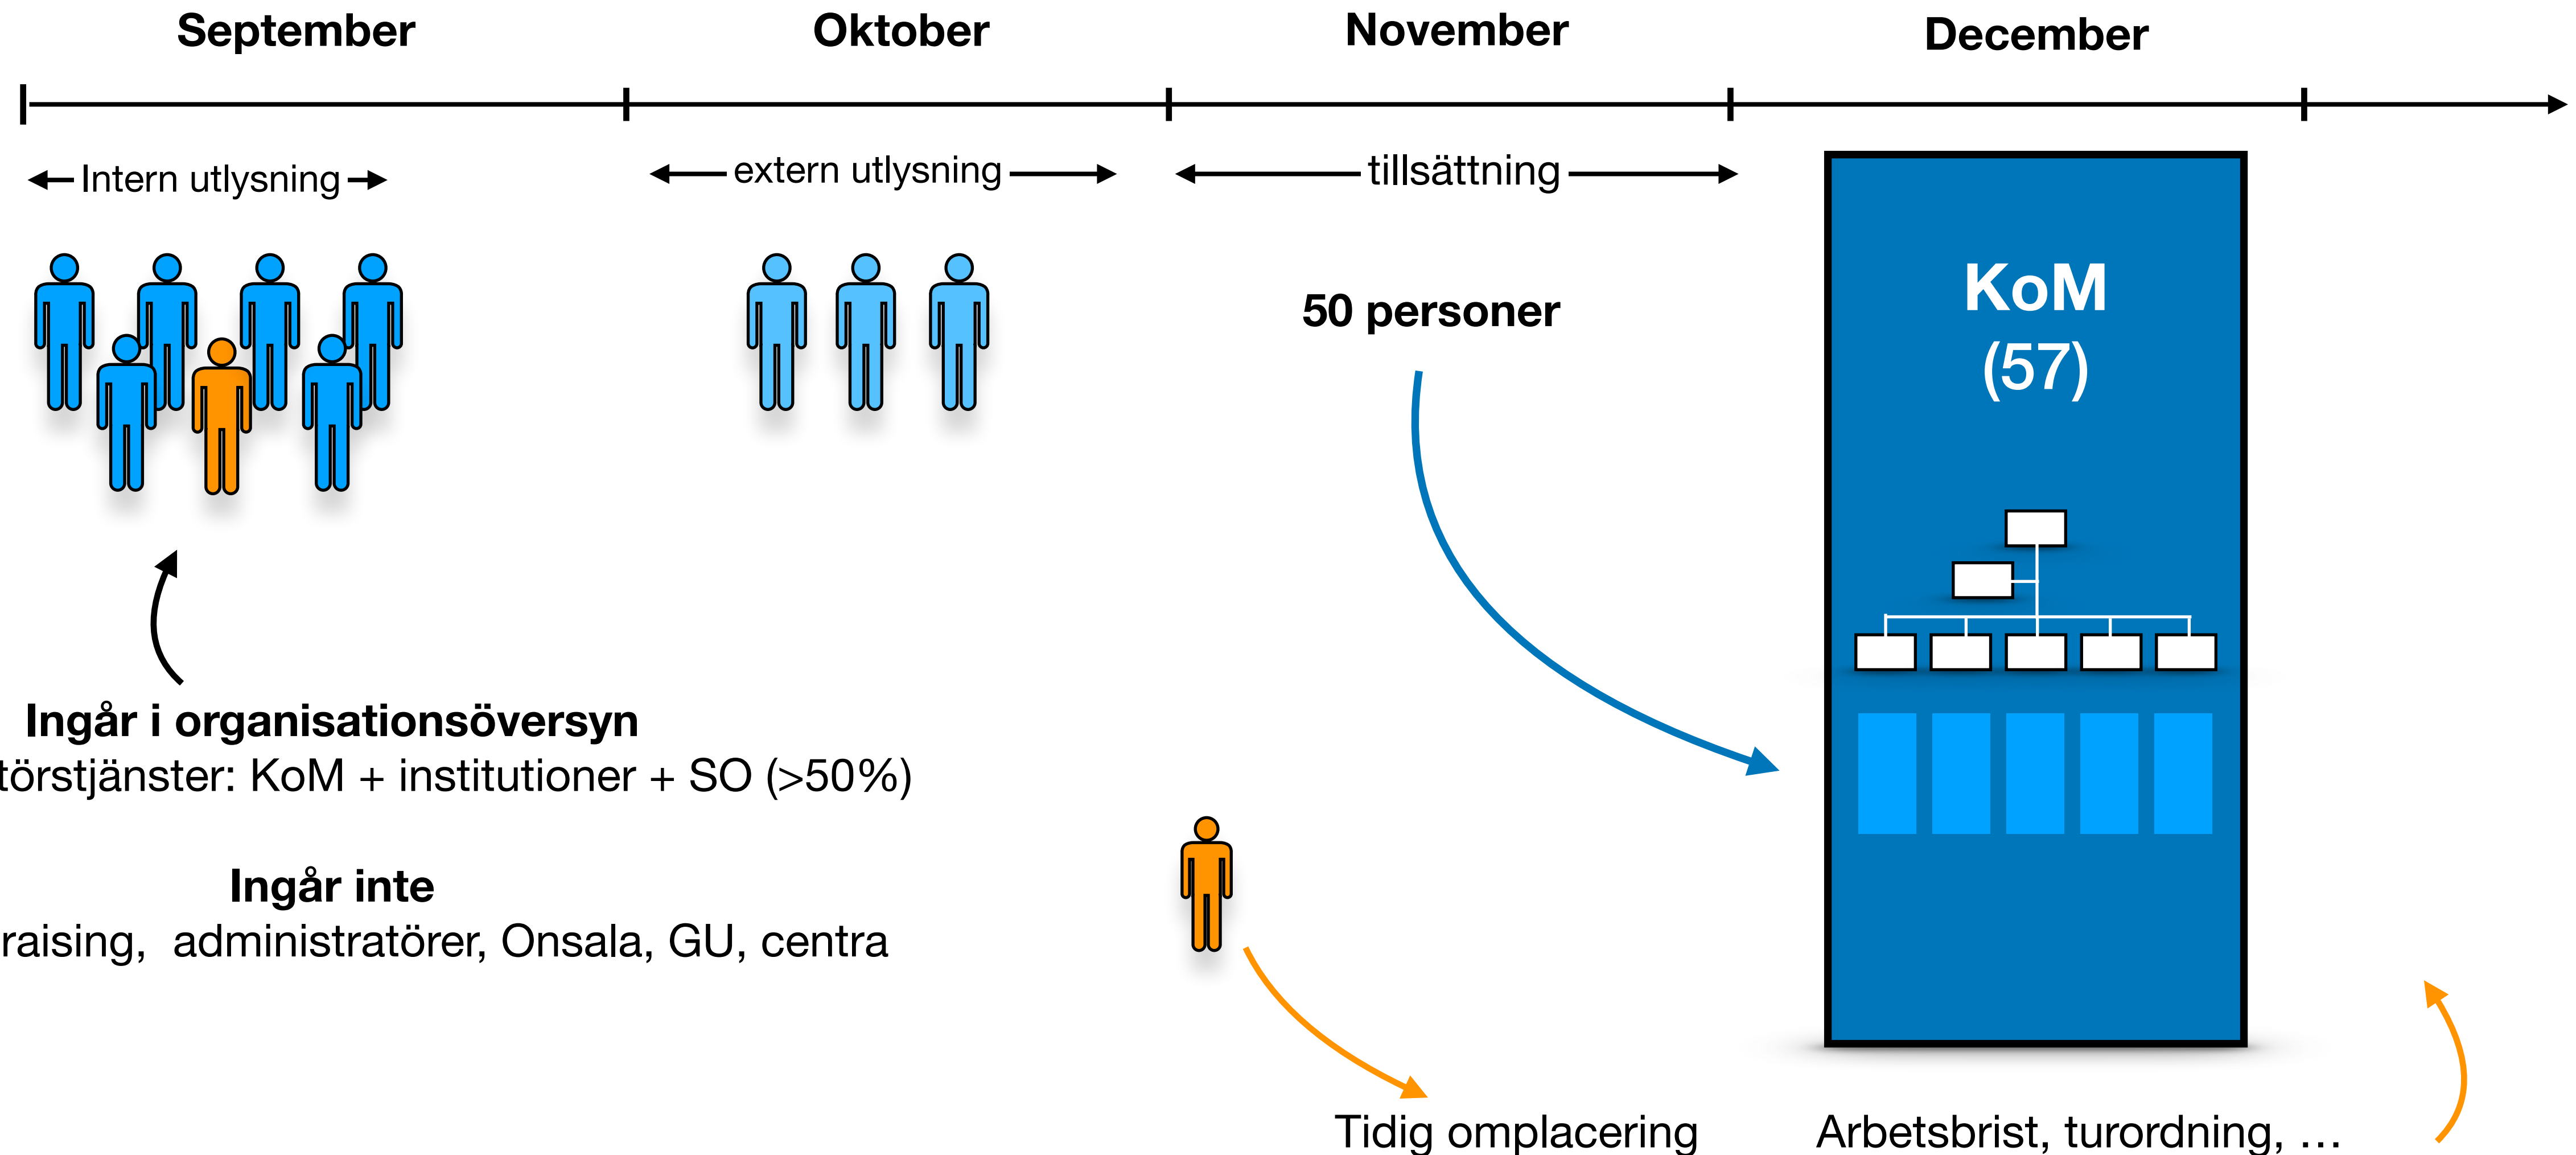 September
Oktober
November
December
Intern utlysning
extern utlysning
tillsättning
50 personer
KoM
(57)
Ingår i organisationsöversyn
törstjänster: KoM + institutioner + SO (>50%)
Ingår inte
raising, administratörer, Onsala, GU, centra
Tidig omplacering
Arbetsbrist, turordning, ...